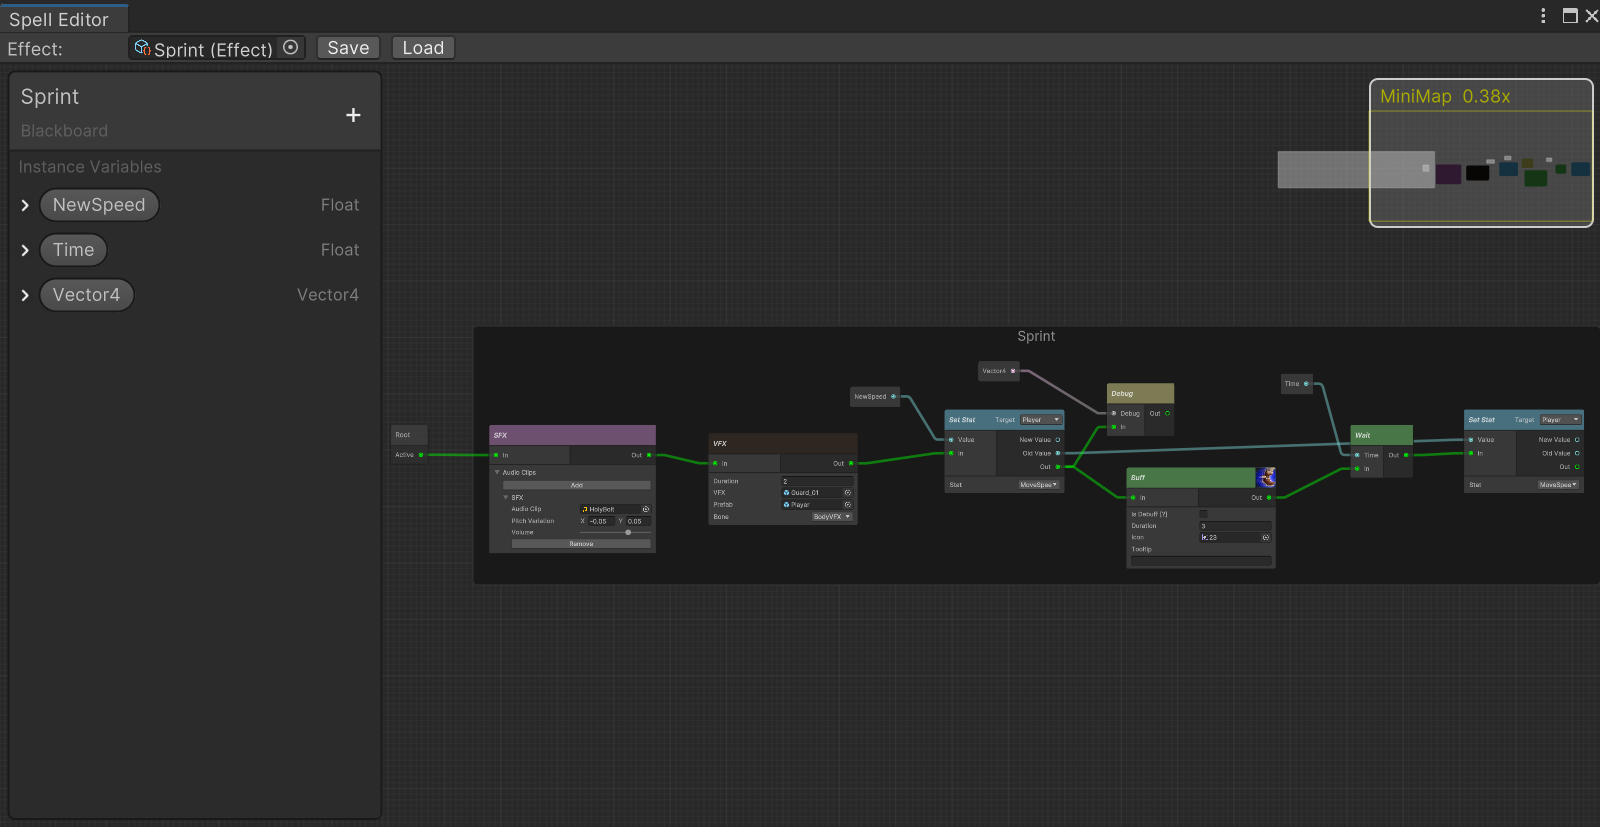 Spell Editor
Effect:
Sprint (Effect)
Save
Load
Sprint
Blackboard
Instance Variables
NewSpeed
Float
Time
Float
Vector4
Vector4
MiniMap 0.38x
Sprint
Root
Active
SFX
In
Out
Audio Clips
Add
SFX
Audio Clip
HolyBolt
Pitch Variation
X -0.05 Y 0.05
Volume
Remove
VFX
In
Out
Duration
2
VFX
Guard_01
Prefab
Player
Bone
BodyVFX
NewSpeed
Set Stat
Target
Player
Value
New Value
In
Old Value
Out
Stat
MoveSpee
Vector4
Debug
Debug
Out
In
Buff
In
Out
Is Debuff (?)
Duration
3
Icon
23
Tooltip
Time
Wait
Time
Out
In
Set Stat
Target
Player
Value
New Value
In
Old Value
Out
Stat
MoveSpee